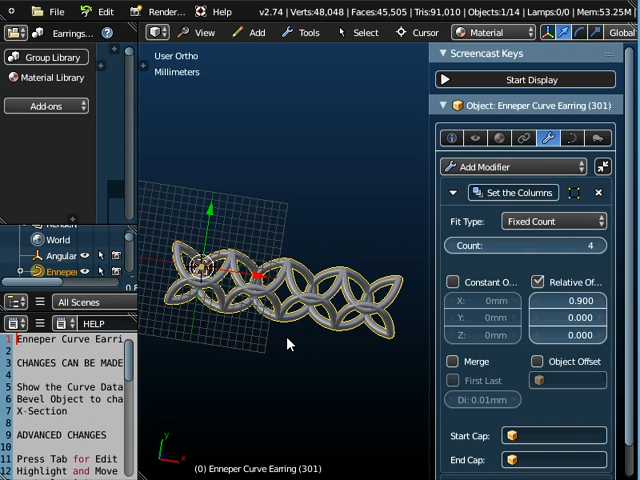 File
Edit
Render...
Help
v2.74 | Verts:48,048 | Faces:45,505 | Tris:91,010 | Objects:1/14 | Lamps:0/0 | Mem:53.25M
Earrings...
View
Add
Tools
Select
Cursor
Material
Global
Group Library
Material Library
Add-ons
User Ortho
Millimeters
Screencast Keys
Start Display
Object: Enneper Curve Earring (301)
Add Modifier
Set the Columns
Fit Type:
Fixed Count
Count:
4
Constant O...
Relative Of...
X:
0mm
0.900
Y:
0mm
0.000
Z:
0mm
0.000
Merge
Object Offset
First Last
Di: 0.01mm
Start Cap:
End Cap:
World
Angular
Enneper
All Scenes
HELP
1 Enneper Curve Earri
2
3 CHANGES CAN BE MADE
4
5 Show the Curve Data
6 Bevel Object to cha
7 X-Section
8
9 ADVANCED CHANGES
10
11 Press Tab for Edit
12 Highlight and Move
y
x
(0) Enneper Curve Earring (301)